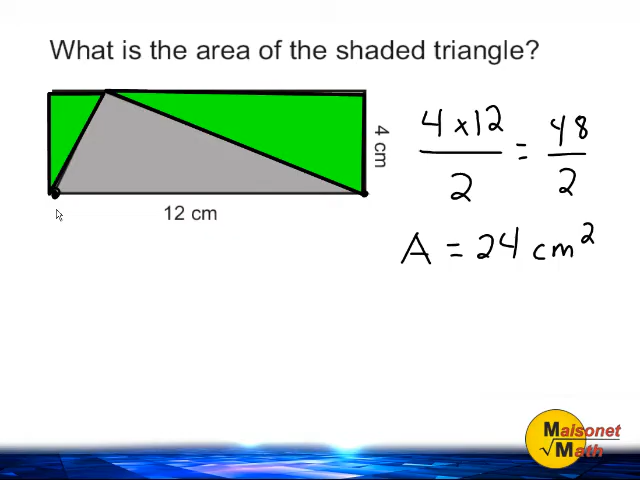 What is the area of the shaded triangle?
4 x 12 / 2 = 48 / 2
4 cm
12 cm
A = 24 cm²
Maisonet
√Math